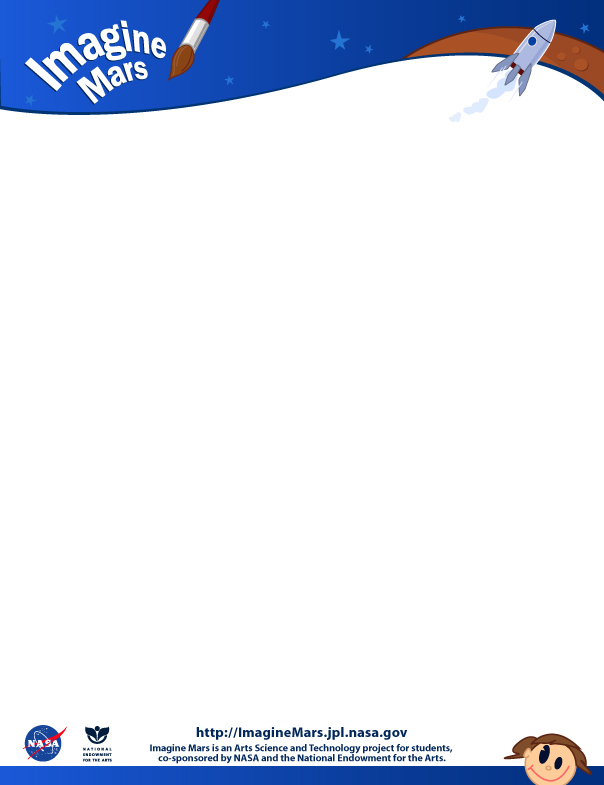 Imagine
Mars
http://ImagineMars.jpl.nasa.gov
NASA
NATIONAL
ENDOWMENT
FOR THE ARTS
Imagine Mars is an Arts Science and Technology project for students,
co-sponsored by NASA and the National Endowment for the Arts.